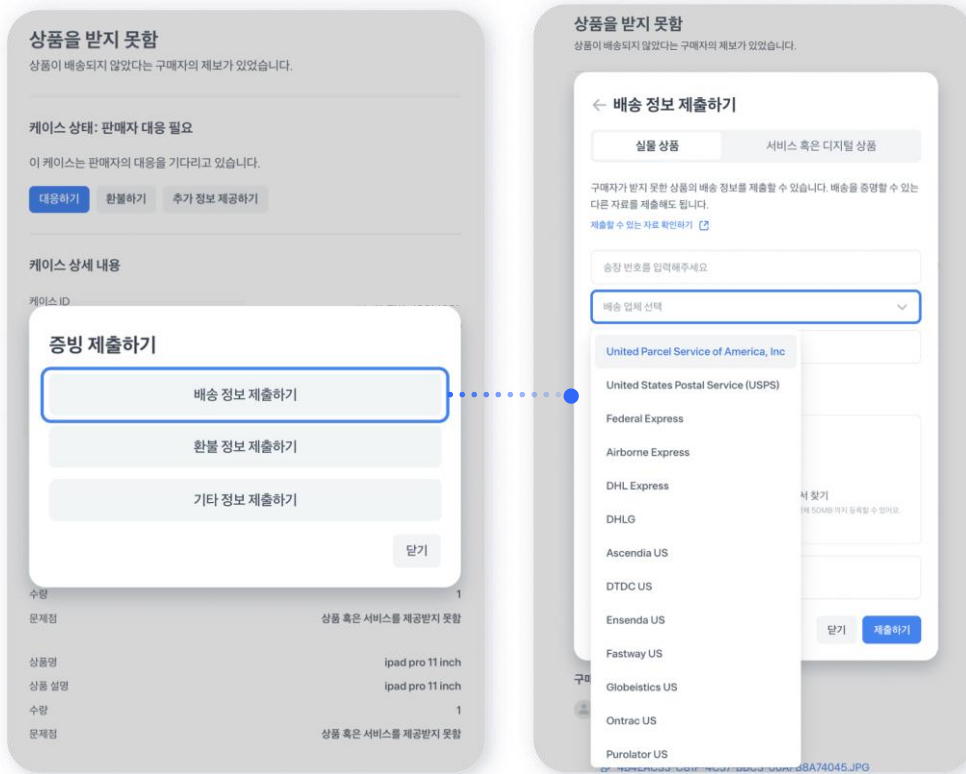 상품을 받지 못함
상품이 배송되지 않았다는 구매자의 제보가 있었습니다.
케이스 상태: 판매자 대응 필요
이 케이스는 판매자의 대응을 기다리고 있습니다.
대응하기 환불하기 추가 정보 제공하기
케이스 상세 내용
케이스 ID
증빙 제출하기
배송 정보 제출하기
환불 정보 제출하기
기타 정보 제출하기
닫기
수량 1
문제점 상품 혹은 서비스를 제공받지 못함
상품명 ipad pro 11 inch
상품 설명 ipad pro 11 inch
수량 1
문제점 상품 혹은 서비스를 제공받지 못함
상품을 받지 못함
상품이 배송되지 않았다는 구매자의 제보가 있었습니다.
← 배송 정보 제출하기
실물 상품 서비스 혹은 디지털 상품
구매자가 받지 못한 상품의 배송 정보를 제출할 수 있습니다. 배송을 증명할 수 있는
다른 자료를 제출해도 됩니다.
제출할 수 있는 자료 확인하기
송장 번호를 입력해주세요
배송 업체 선택
United Parcel Service of America, Inc
United States Postal Service (USPS)
Federal Express
Airborne Express
DHL Express
DHLG
서 찾기
50MB 까지 등록할 수 있어요.
Ascendia US
DTDC US
Ensenda US
닫기 제출하기
Fastway US
Globeistics US
Ontrac US
Purolator US